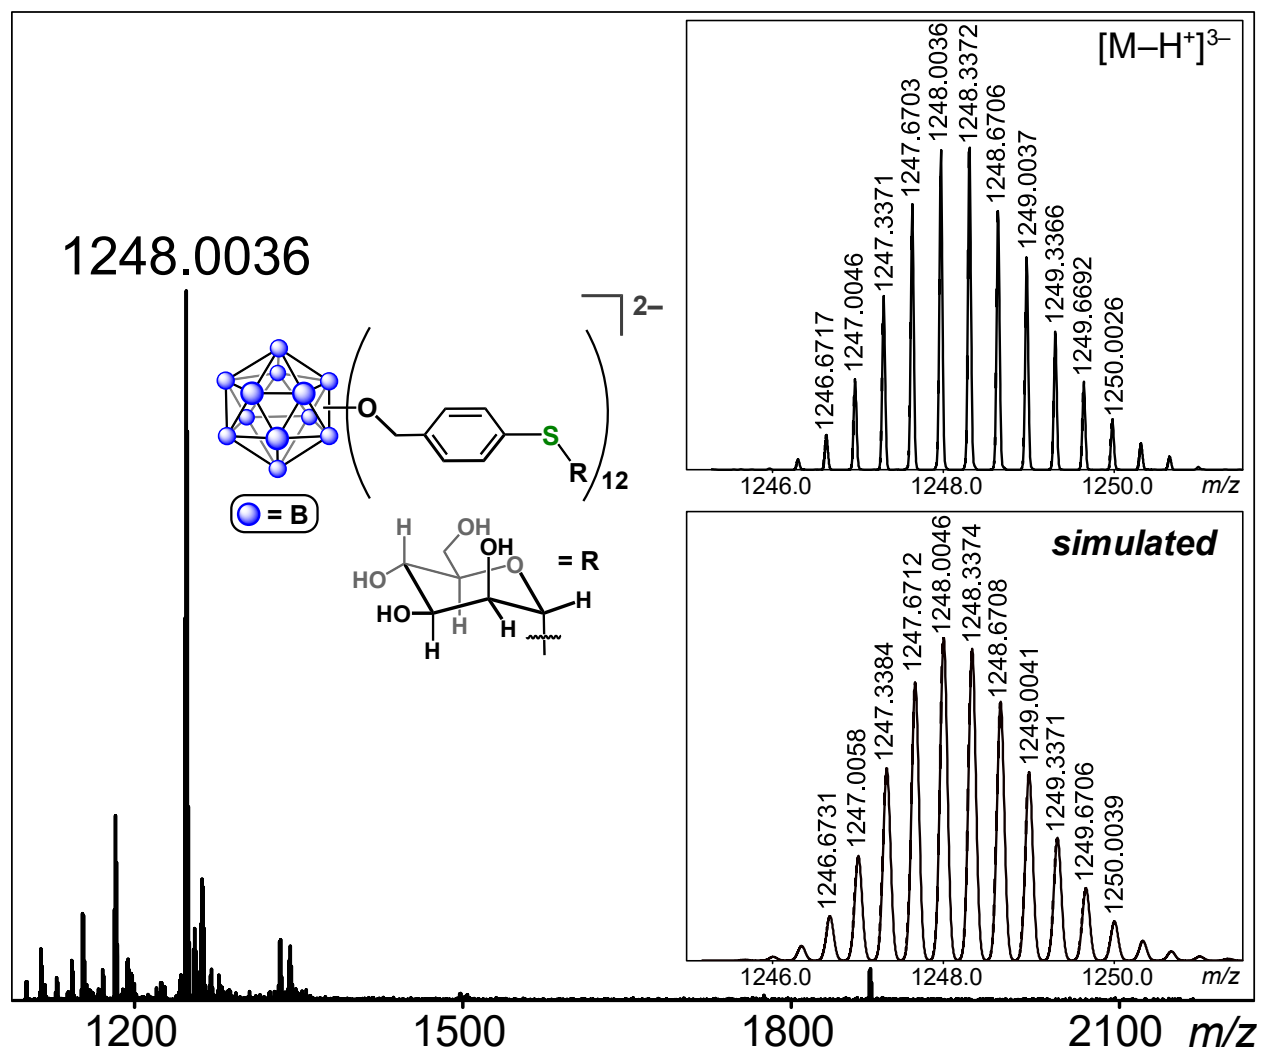 [M–H⁺]³⁻
1246.6717
1247.0046
1247.3371
1247.6703
1248.0036
1248.3372
1248.6706
1249.0037
1249.3366
1249.6692
1250.0026
1246.0 1248.0 1250.0 m/z
1248.0036
2–
O
S
R
12
= B
H
OH
OH
O
= R
HO
H
HO
H
H
H
simulated
1246.6731
1247.0058
1247.3384
1247.6712
1248.0046
1248.3374
1248.6708
1249.0041
1249.3371
1249.6706
1250.0039
1246.0 1248.0 1250.0 m/z
1200 1500 1800 2100 m/z